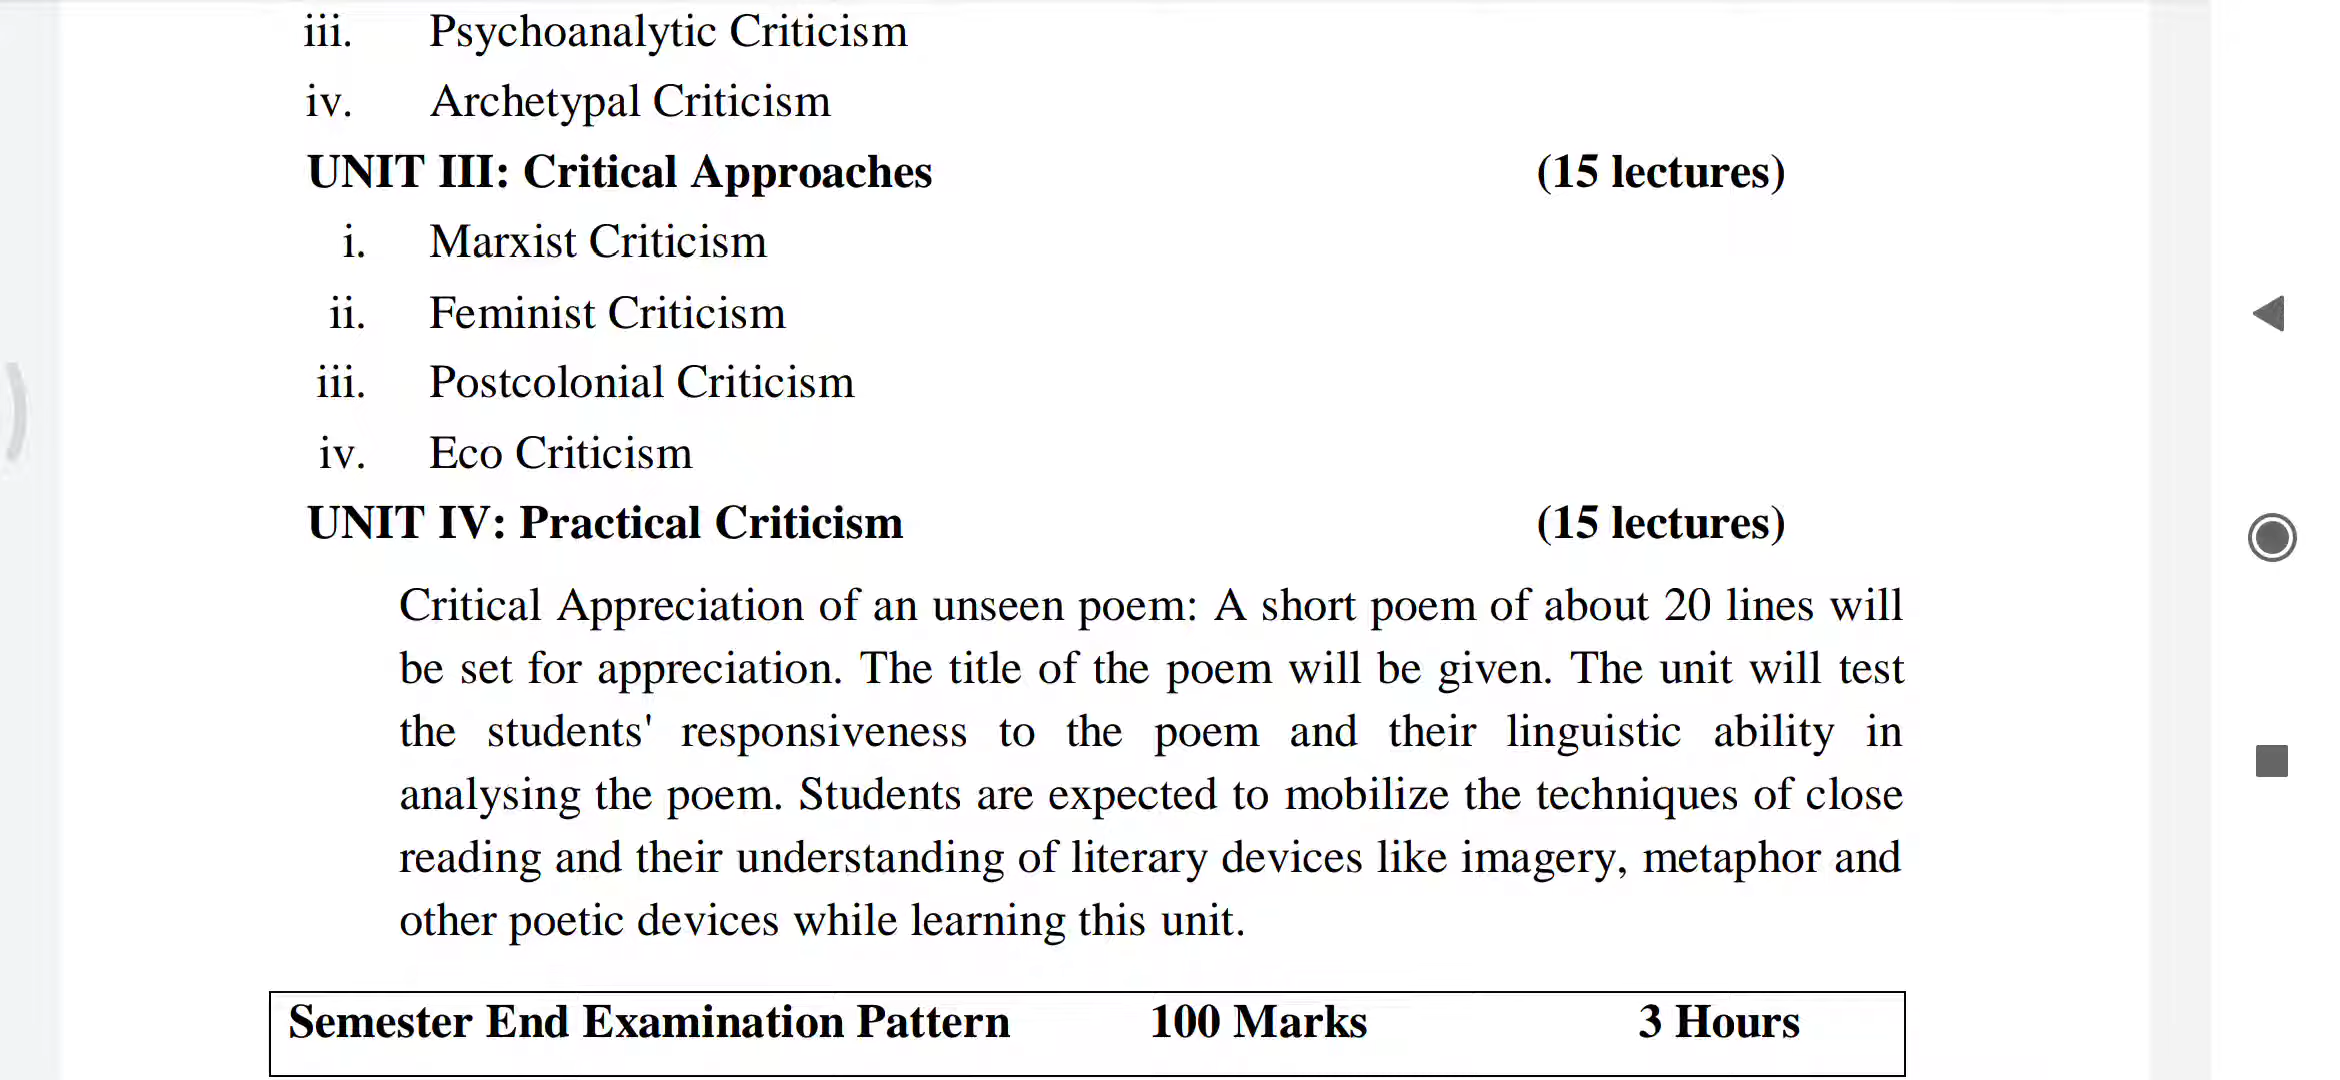 iii. Psychoanalytic Criticism
iv. Archetypal Criticism
UNIT III: Critical Approaches (15 lectures)
i. Marxist Criticism
ii. Feminist Criticism
iii. Postcolonial Criticism
iv. Eco Criticism
UNIT IV: Practical Criticism (15 lectures)
Critical Appreciation of an unseen poem: A short poem of about 20 lines will
be set for appreciation. The title of the poem will be given. The unit will test
the students' responsiveness to the poem and their linguistic ability in
analysing the poem. Students are expected to mobilize the techniques of close
reading and their understanding of literary devices like imagery, metaphor and
other poetic devices while learning this unit.
Semester End Examination Pattern 100 Marks 3 Hours